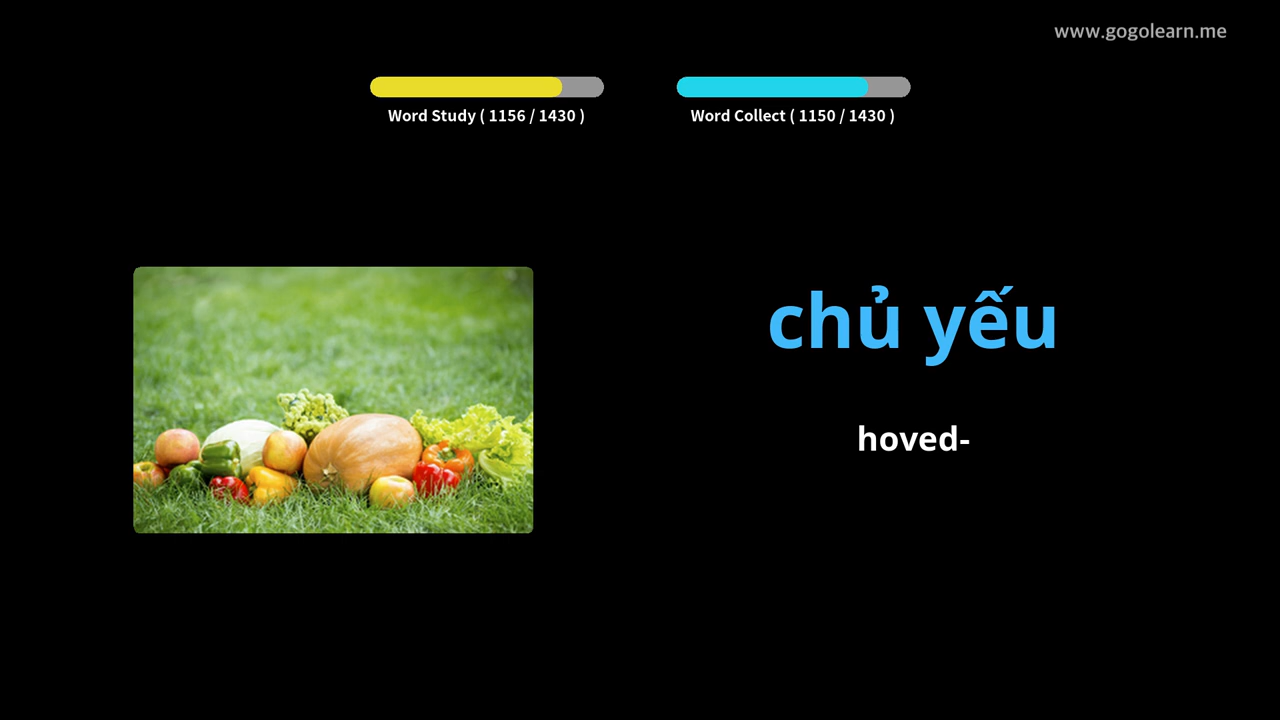 www.gogolearn.me
Word Study ( 1156 / 1430 )
Word Collect ( 1150 / 1430 )
chủ yếu
hoved-